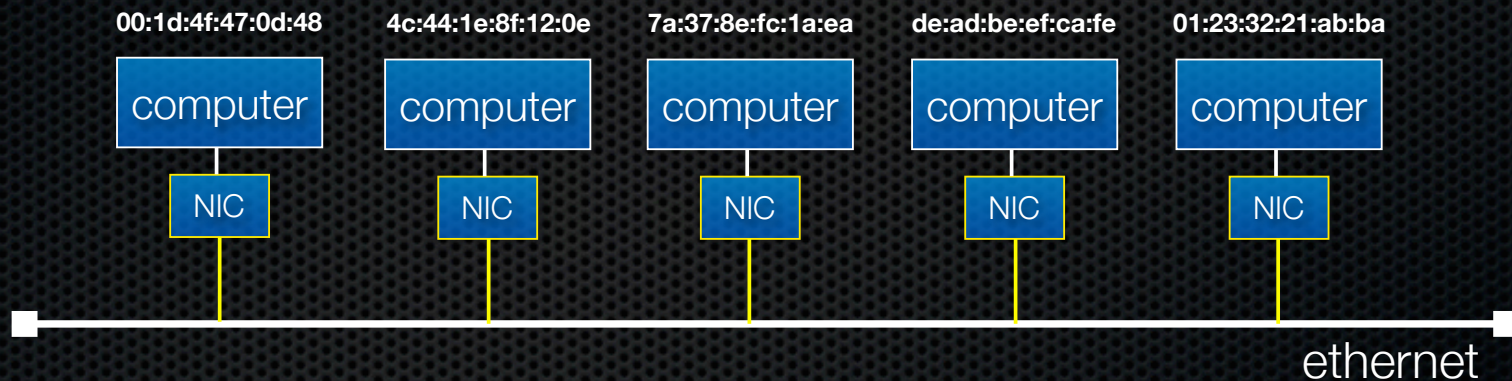 00:1d:4f:47:0d:48 4c:44:1e:8f:12:0e 7a:37:8e:fc:1a:ea de:ad:be:ef:ca:fe 01:23:32:21:ab:ba
computer computer computer computer computer
NIC NIC NIC NIC NIC
ethernet